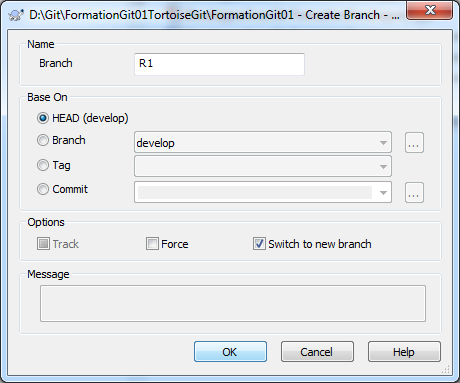 D:\Git\FormationGit01TortoiseGit\FormationGit01 - Create Branch - ...
Name
Branch R1
Base On
HEAD (develop)
Branch develop ...
Tag
Commit ...
Options
Track Force Switch to new branch
Message
OK Cancel Help